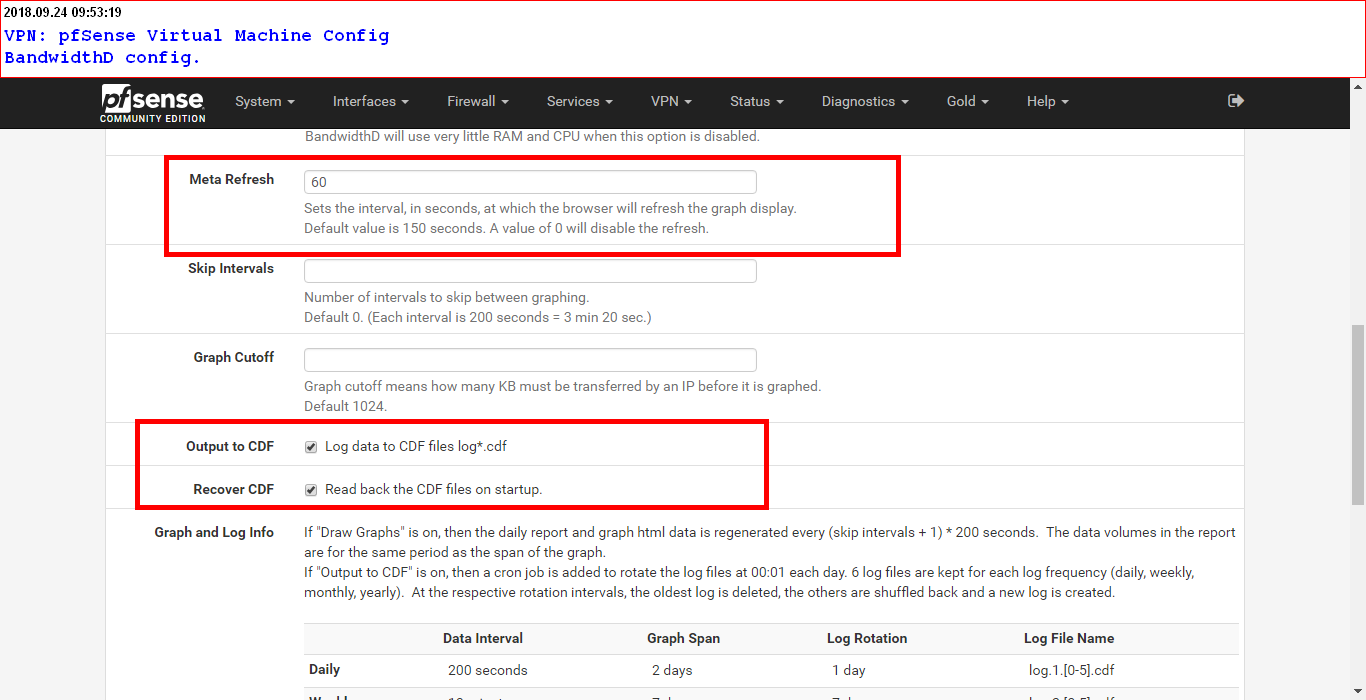 2018.09.24 09:53:19
VPN: pfSense Virtual Machine Config
BandwidthD config.
pfsense
COMMUNITY EDITION
System Interfaces Firewall Services VPN Status Diagnostics Gold Help
BandwidthD will use very little RAM and CPU when this option is disabled.
Meta Refresh 60
Sets the interval, in seconds, at which the browser will refresh the graph display.
Default value is 150 seconds. A value of 0 will disable the refresh.
Skip Intervals
Number of intervals to skip between graphing.
Default 0. (Each interval is 200 seconds = 3 min 20 sec.)
Graph Cutoff
Graph cutoff means how many KB must be transferred by an IP before it is graphed.
Default 1024.
Output to CDF Log data to CDF files log*.cdf
Recover CDF Read back the CDF files on startup.
Graph and Log Info If "Draw Graphs" is on, then the daily report and graph html data is regenerated every (skip intervals + 1) * 200 seconds. The data volumes in the report
are for the same period as the span of the graph.
If "Output to CDF" is on, then a cron job is added to rotate the log files at 00:01 each day. 6 log files are kept for each log frequency (daily, weekly,
monthly, yearly). At the respective rotation intervals, the oldest log is deleted, the others are shuffled back and a new log is created.
Data Interval Graph Span Log Rotation Log File Name
Daily 200 seconds 2 days 1 day log.1.[0-5].cdf